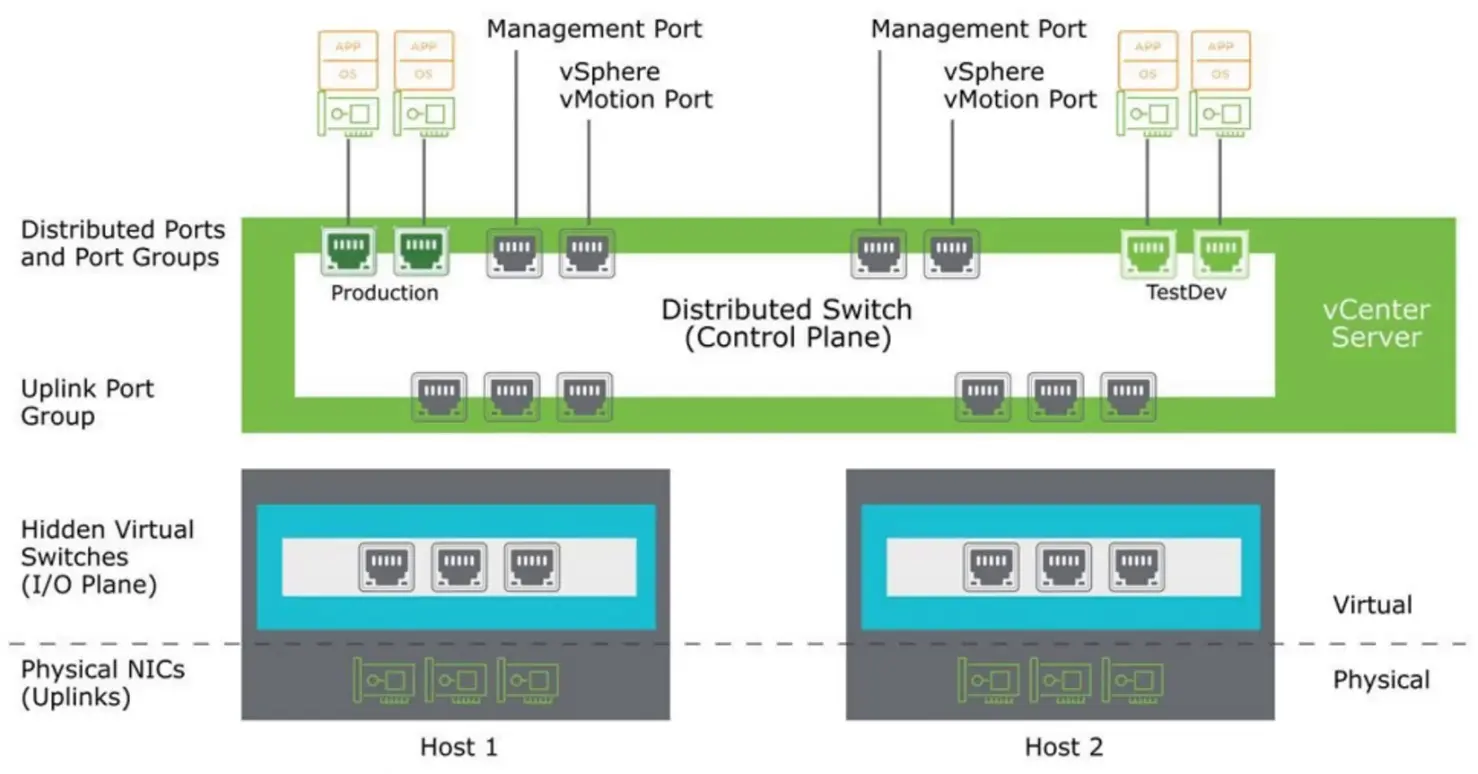 APP
OS
APP
OS
Management Port
vSphere
vMotion Port
Management Port
vSphere
vMotion Port
APP
OS
APP
OS
Distributed Ports
and Port Groups
Production
TestDev
Distributed Switch
(Control Plane)
vCenter
Server
Uplink Port
Group
Hidden Virtual
Switches
(I/O Plane)
Virtual
Physical NICs
(Uplinks)
Physical
Host 1
Host 2